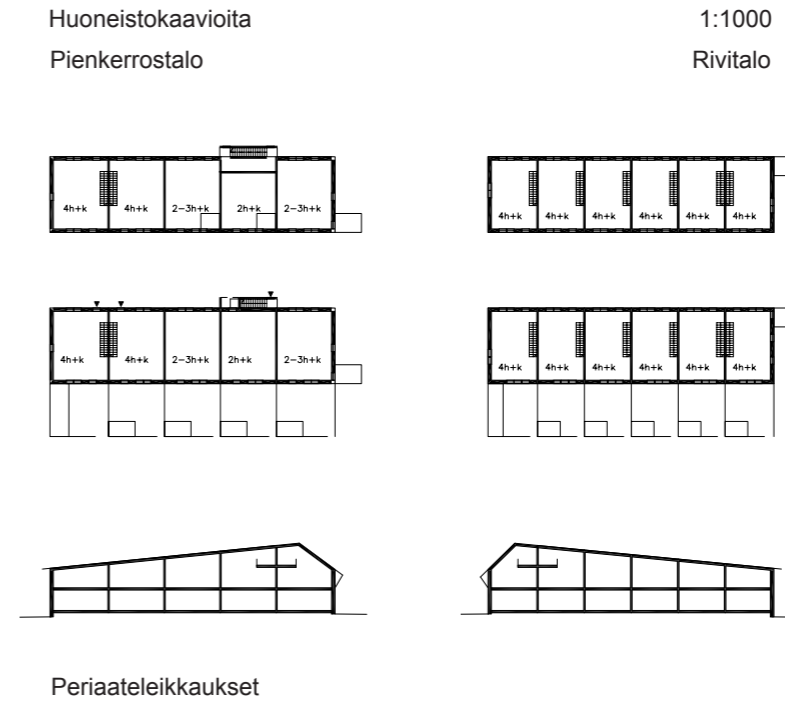 Huoneistokaavioita 1:1000
Pienkerrostalo Rivitalo
4h+k 4h+k 2-3h+k 2h+k 2-3h+k
4h+k 4h+k 4h+k 4h+k 4h+k 4h+k
4h+k 4h+k 2-3h+k 2h+k 2-3h+k
4h+k 4h+k 4h+k 4h+k 4h+k 4h+k
Periaateleikkaukset